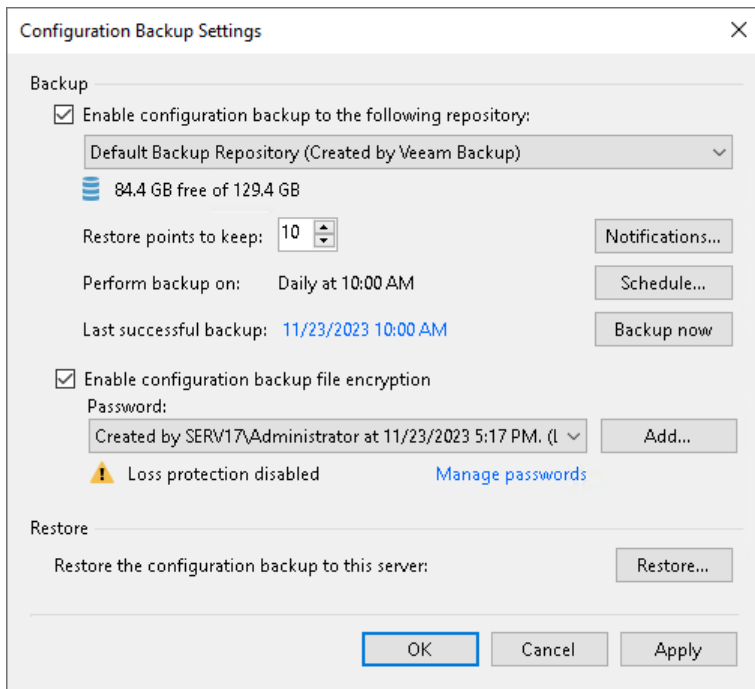 Configuration Backup Settings
Backup
Enable configuration backup to the following repository:
Default Backup Repository (Created by Veeam Backup)
84.4 GB free of 129.4 GB
Restore points to keep: 10 Notifications...
Perform backup on: Daily at 10:00 AM Schedule...
Last successful backup: 11/23/2023 10:00 AM Backup now
Enable configuration backup file encryption
Password:
Created by SERV17\Administrator at 11/23/2023 5:17 PM. (L Add...
Loss protection disabled Manage passwords
Restore
Restore the configuration backup to this server: Restore...
OK Cancel Apply